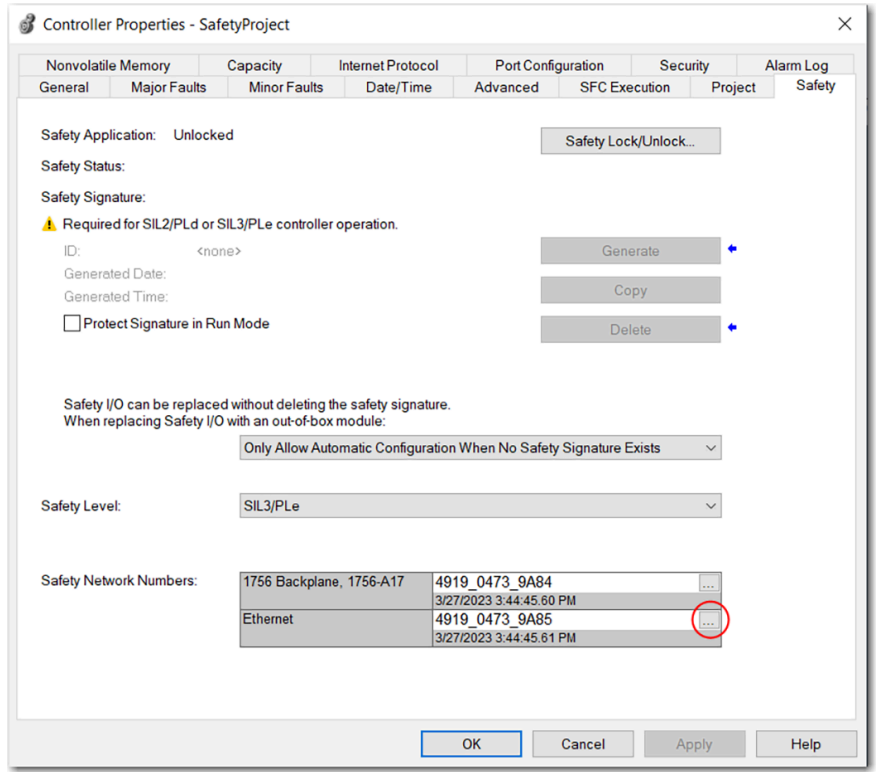 Controller Properties - SafetyProject
Nonvolatile Memory Capacity Internet Protocol Port Configuration Security Alarm Log
General Major Faults Minor Faults Date/Time Advanced SFC Execution Project Safety
Safety Application: Unlocked Safety Lock/Unlock...
Safety Status:
Safety Signature:
Required for SIL2/PLd or SIL3/PLe controller operation.
ID: <none> Generate
Generated Date:
Generated Time: Copy
Protect Signature in Run Mode Delete
Safety I/O can be replaced without deleting the safety signature.
When replacing Safety I/O with an out-of-box module:
Only Allow Automatic Configuration When No Safety Signature Exists
Safety Level: SIL3/PLe
Safety Network Numbers: 1756 Backplane, 1756-A17 4919_0473_9A84 ...
3/27/2023 3:44:45.60 PM
Ethernet 4919_0473_9A85 ...
3/27/2023 3:44:45.61 PM
OK Cancel Apply Help